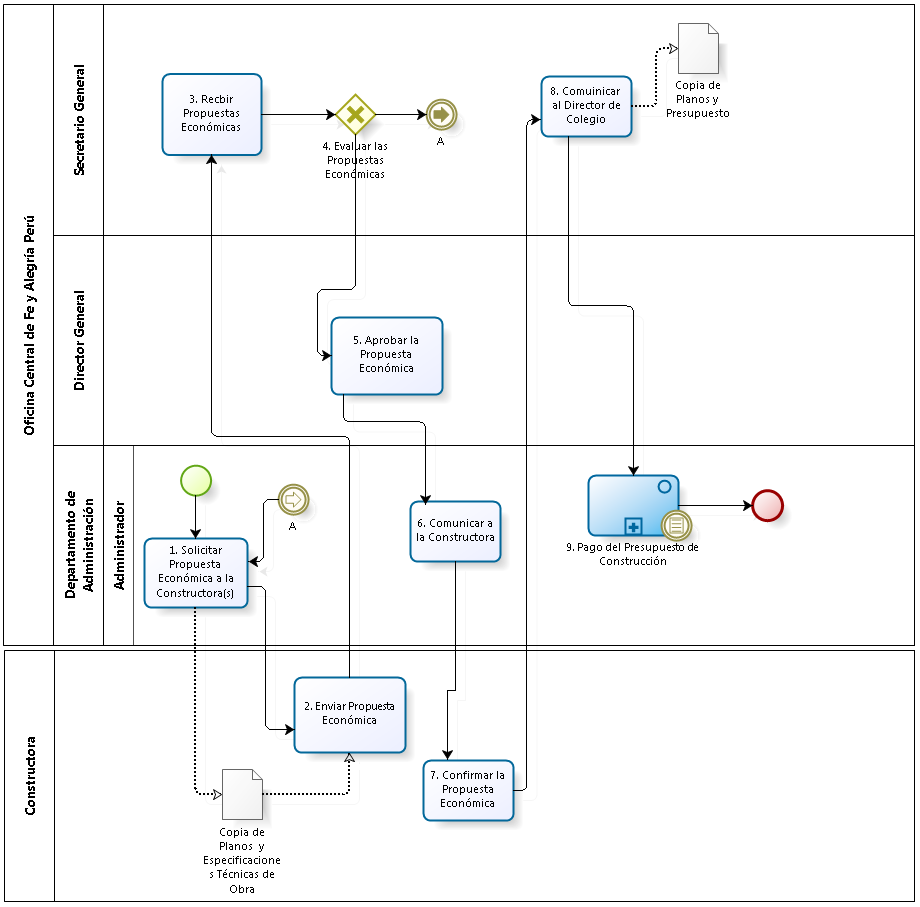 Oficina Central de Fe y Alegría Perú
Secretario General
3. Recbir
Propuestas
Económicas
4. Evaluar las
Propuestas
Económicas
A
8. Comuinicar
al Director de
Colegio
Copia de
Planos y
Presupuesto
Director General
5. Aprobar la
Propuesta
Económica
Departamento de
Administración
Administrador
1. Solicitar
Propuesta
Económica a la
Constructora(s)
A
6. Comunicar a
la Constructora
9. Pago del Presupuesto de
Construcción
Constructora
2. Enviar Propuesta
Económica
7. Confirmar la
Propuesta
Económica
Copia de
Planos y
Especificacione
s Técnicas de
Obra